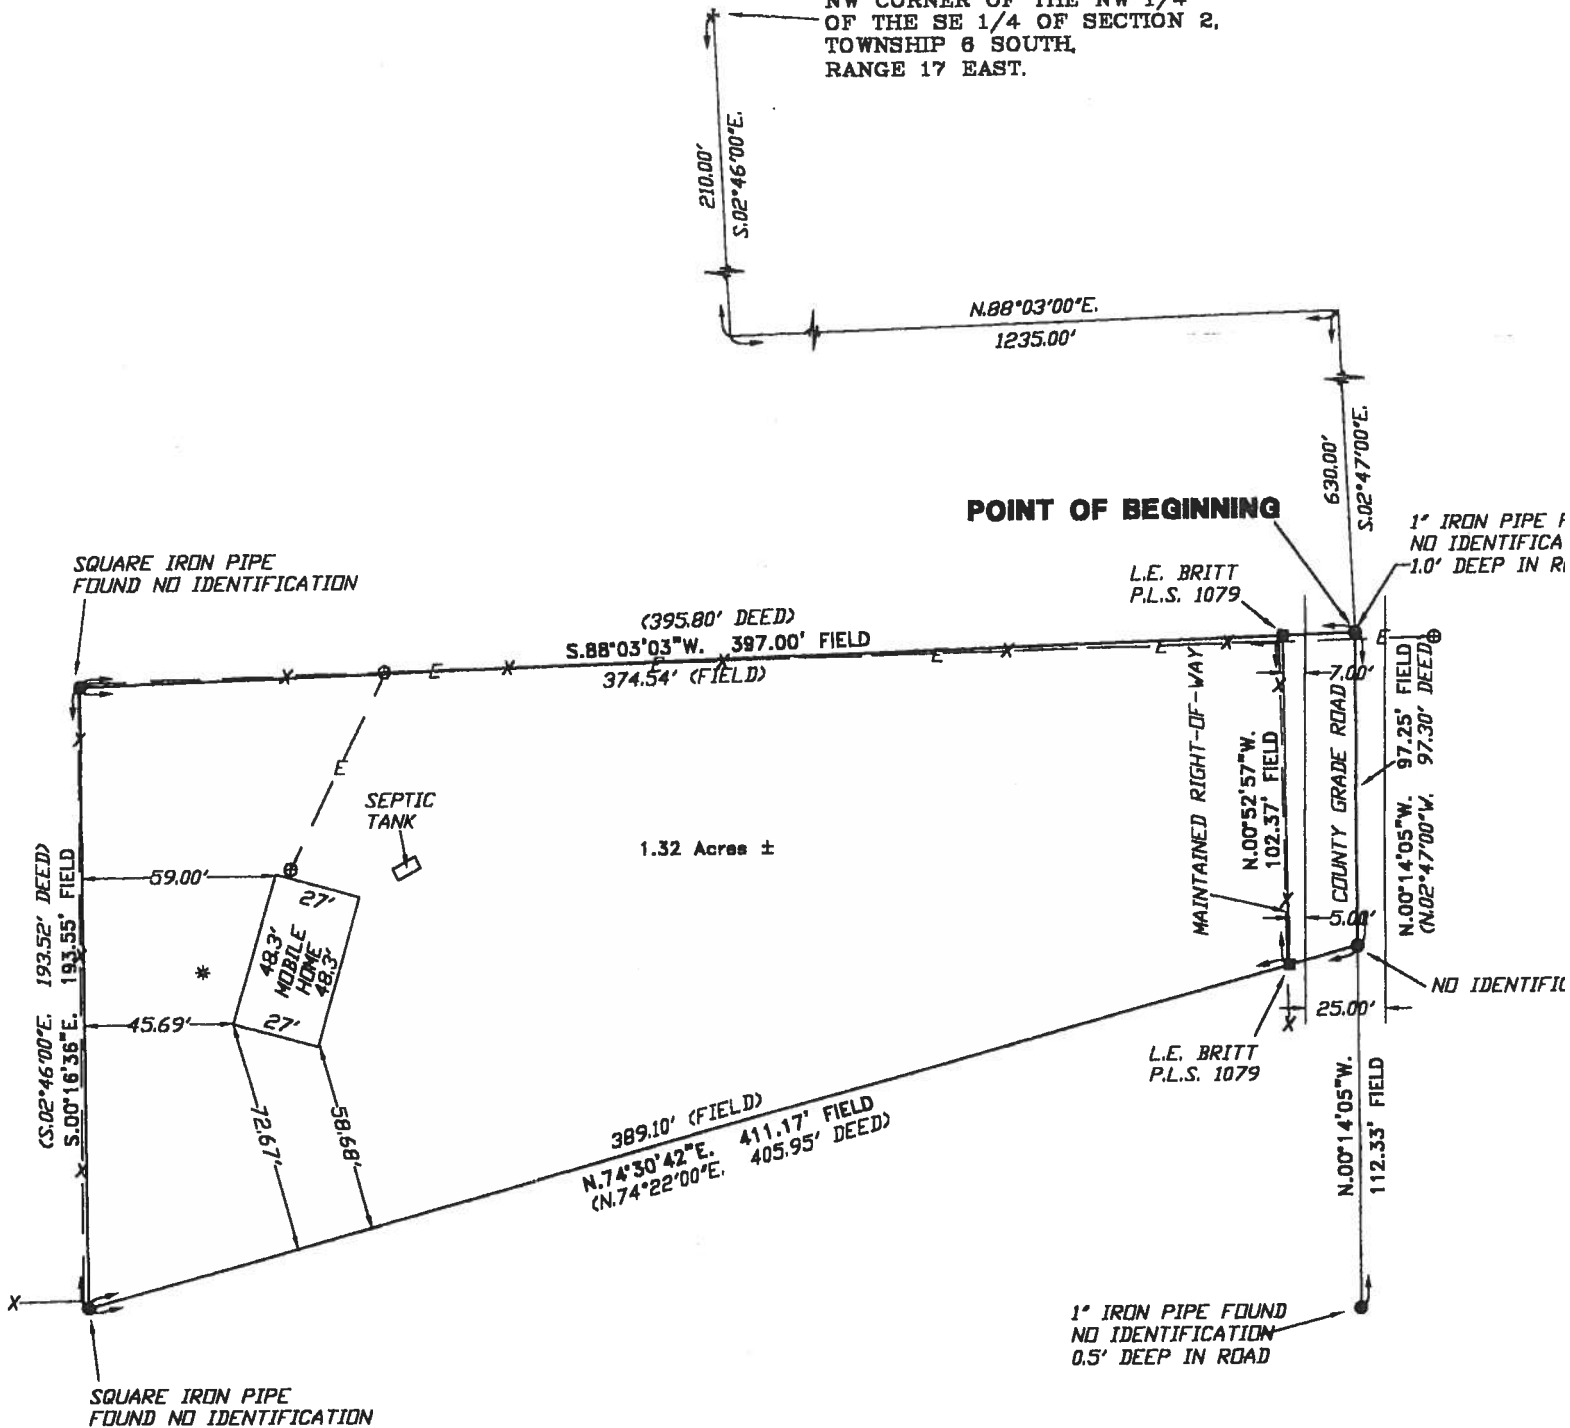 NW CORNER OF THE NW 1/4
OF THE SE 1/4 OF SECTION 2,
TOWNSHIP 6 SOUTH,
RANGE 17 EAST.
210.00'
S.02°46'00"E.
N.88°03'00"E.
1235.00'
630.00'
S.02°47'00"E.
POINT OF BEGINNING
1" IRON PIPE F
NO IDENTIFICA
1.0' DEEP IN R
L.E. BRITT
P.L.S. 1079
SQUARE IRON PIPE
FOUND NO IDENTIFICATION
(395.80' DEED)
S.88°03'03"W. 397.00' FIELD
374.54' (FIELD)
X
X
E
X
E
X
E
X
E
X
E
7.00'
X
X
E
SEPTIC
TANK
1.32 Acres ±
MAINTAINED RIGHT-OF-WAY
N.00°52'57"W.
102.37' FIELD
COUNTY GRADE ROAD
N.00°14'05"W. 97.25' FIELD
(N.02°47'00"W. 97.30' DEED)
(S.02°46'00"E. 193.52' DEED)
S.00°16'36"E. 193.55' FIELD
59.00'
27'
48.3'
MOBILE
HOME
48.3'
27'
*
X
45.69'
X
5.00'
NO IDENTIFIC
25.00'
X
L.E. BRITT
P.L.S. 1079
72.67'
58.68'
X
389.10' (FIELD)
N.74°30'42"E. 411.17' FIELD
(N.74°22'00"E. 405.95' DEED)
N.00°14'05"W.
112.33' FIELD
X
1" IRON PIPE FOUND
NO IDENTIFICATION
0.5' DEEP IN ROAD
SQUARE IRON PIPE
FOUND NO IDENTIFICATION